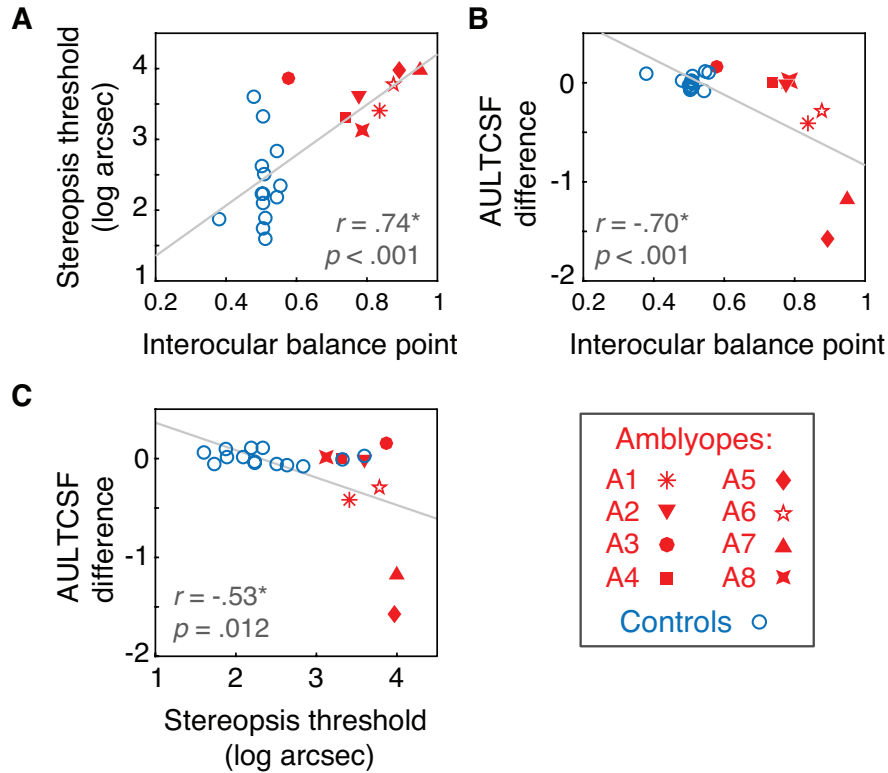 A
Stereopsis threshold
(log arcsec)
4
3
2
1
r = .74*
p < .001
0.2 0.4 0.6 0.8 1
Interocular balance point
B
AULTCSF
difference
0
-1
-2
r = -.70*
p < .001
0.2 0.4 0.6 0.8 1
Interocular balance point
C
AULTCSF
difference
0
-1
-2
r = -.53*
p = .012
1 2 3 4
Stereopsis threshold
(log arcsec)
Amblyopes:
A1 A5
A2 A6
A3 A7
A4 A8
Controls